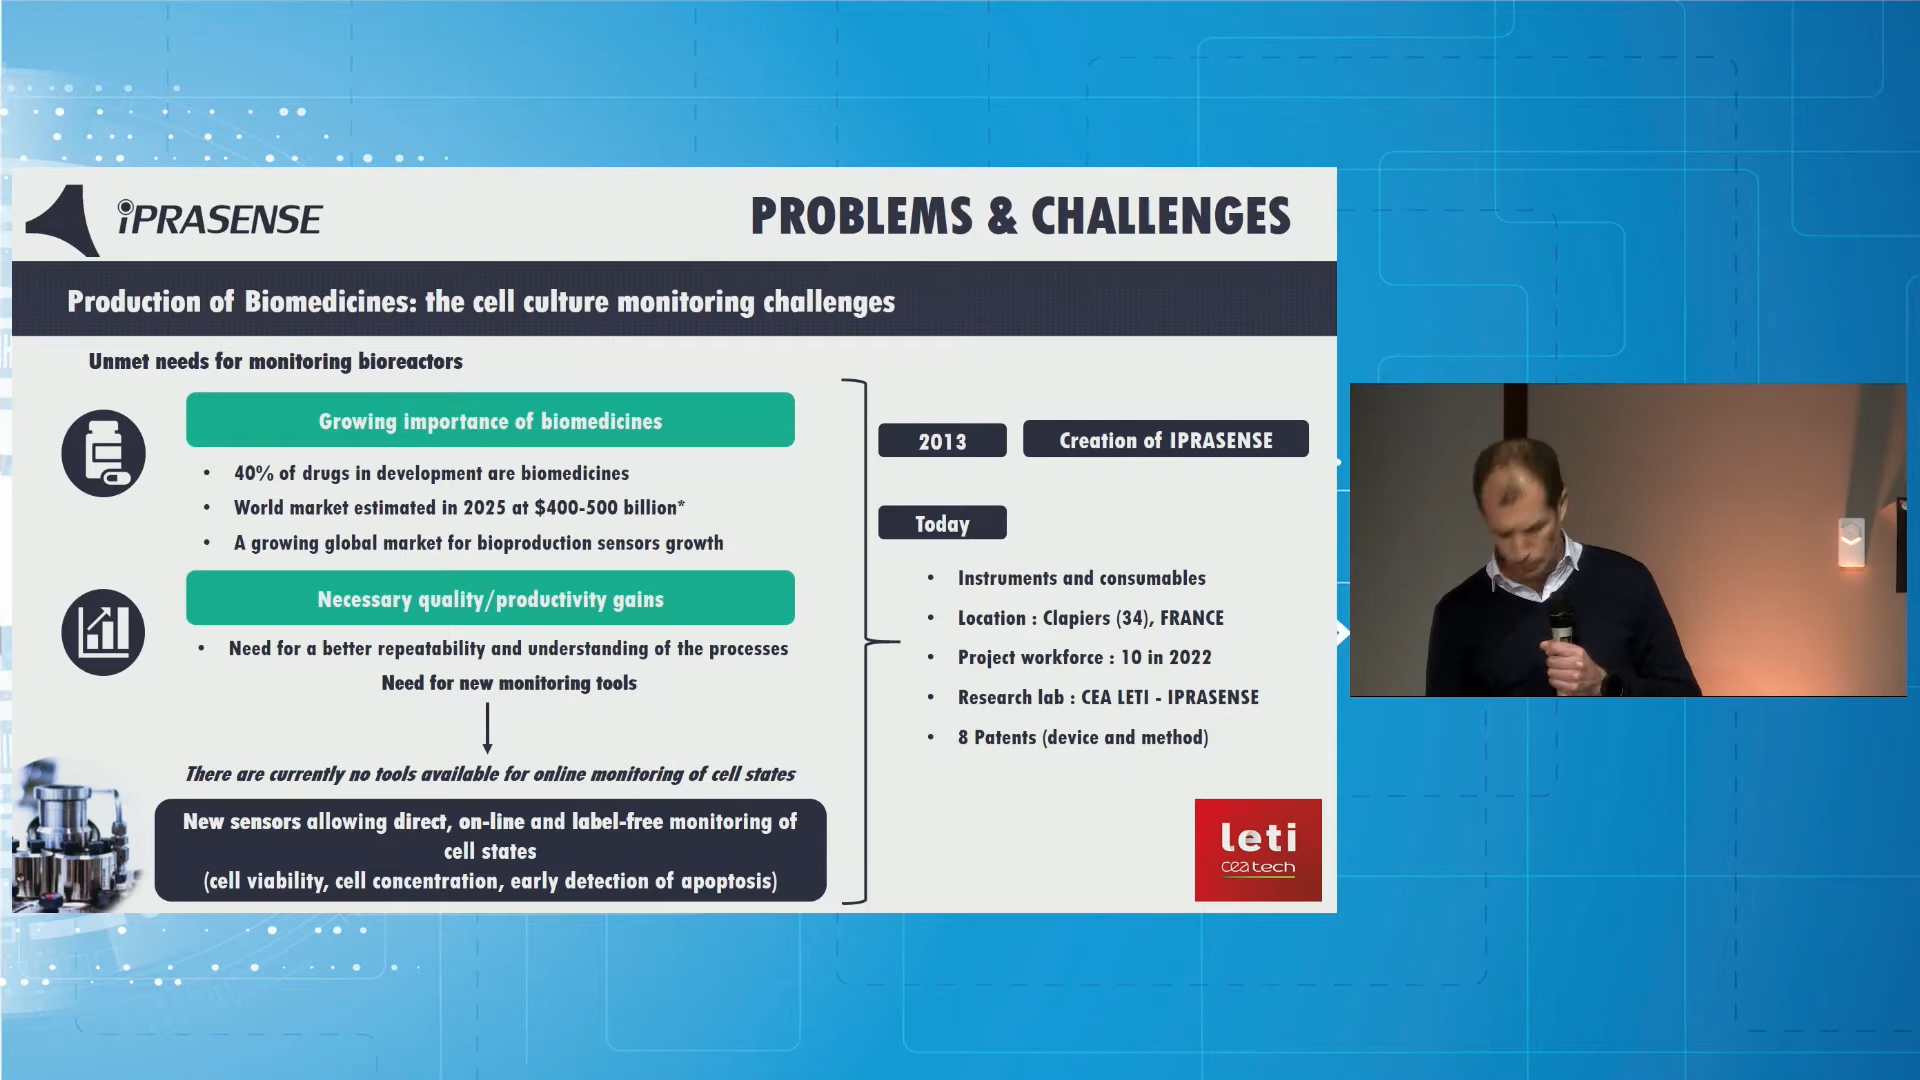 iPRASENSE
PROBLEMS & CHALLENGES
Production of Biomedicines: the cell culture monitoring challenges
Unmet needs for monitoring bioreactors
Growing importance of biomedicines
• 40% of drugs in development are biomedicines
• World market estimated in 2025 at $400-500 billion*
• A growing global market for bioproduction sensors growth
Necessary quality/productivity gains
• Need for a better repeatability and understanding of the processes
Need for new monitoring tools
There are currently no tools available for online monitoring of cell states
New sensors allowing direct, on-line and label-free monitoring of
cell states
(cell viability, cell concentration, early detection of apoptosis)
2013
Creation of IPRASENSE
Today
• Instruments and consumables
• Location : Clapiers (34), FRANCE
• Project workforce : 10 in 2022
• Research lab : CEA LETI - IPRASENSE
• 8 Patents (device and method)
leti
cea tech